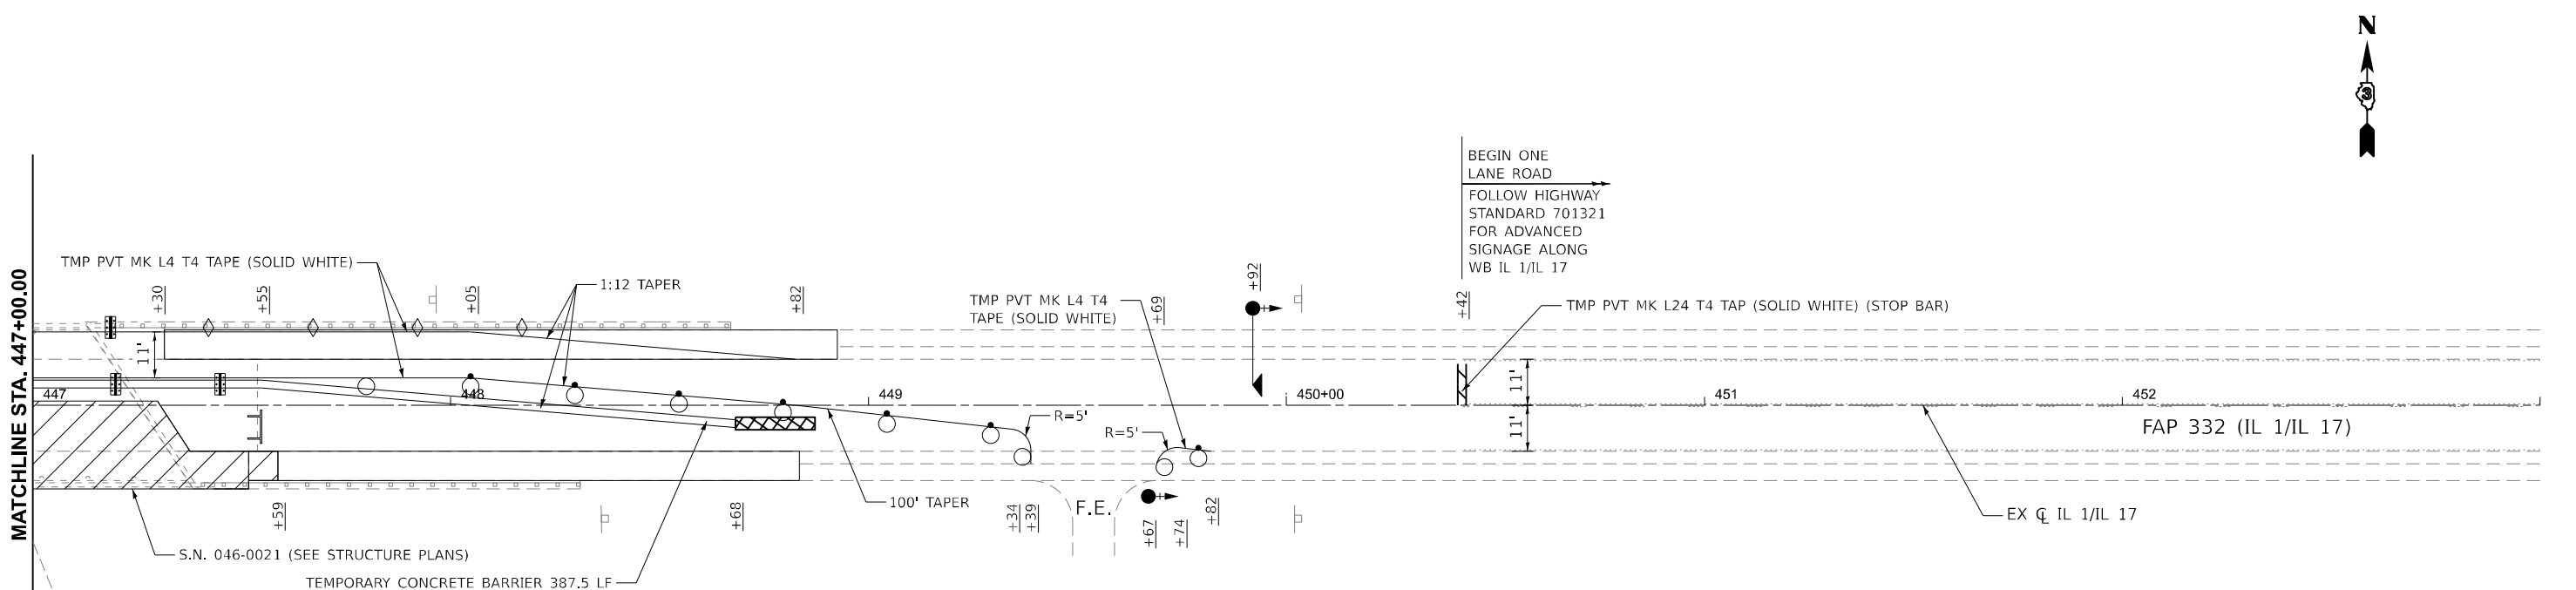 N
3
BEGIN ONE
LANE ROAD
FOLLOW HIGHWAY
STANDARD 701321
FOR ADVANCED
SIGNAGE ALONG
WB IL 1/IL 17
MATCHLINE STA. 447+00.00
TMP PVT MK L4 T4 TAPE (SOLID WHITE)
1:12 TAPER
+30
+55
+05
+82
TMP PVT MK L4 T4
TAPE (SOLID WHITE)
+69
+92
+42
TMP PVT MK L24 T4 TAP (SOLID WHITE) (STOP BAR)
11'
11'
11'
447
448
449
450+00
451
452
R=5'
R=5'
FAP 332 (IL 1/IL 17)
100' TAPER
F.E.
+59
+68
+34
+39
+67
+74
+82
EX CL IL 1/IL 17
S.N. 046-0021 (SEE STRUCTURE PLANS)
TEMPORARY CONCRETE BARRIER 387.5 LF